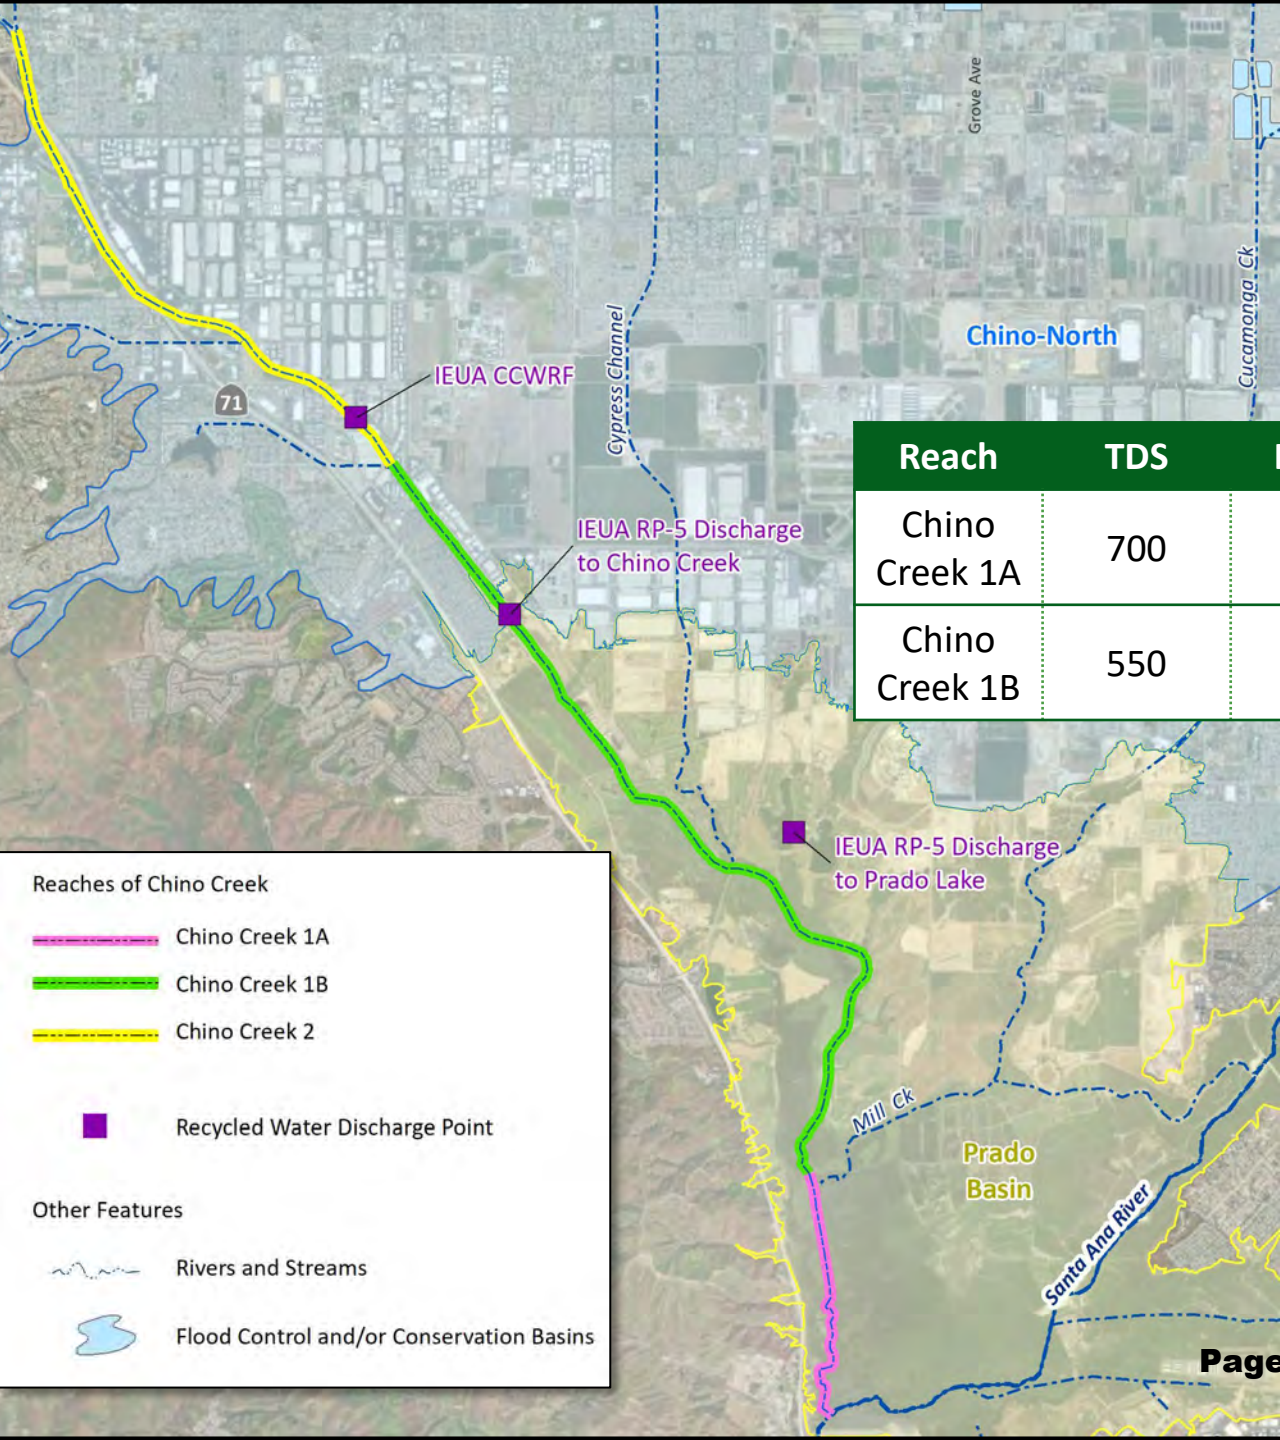 Grove Ave
Cucamonga Ck
Cypress Channel
Chino-North
IEUA CCWRF
71
IEUA RP-5 Discharge
to Chino Creek
Reach TDS
Chino
Creek 1A
700
Chino
Creek 1B
550
IEUA RP-5 Discharge
to Prado Lake
Mill Ck
Prado
Basin
Santa Ana River
Reaches of Chino Creek
Chino Creek 1A
Chino Creek 1B
Chino Creek 2
Recycled Water Discharge Point
Other Features
Rivers and Streams
Flood Control and/or Conservation Basins
Page